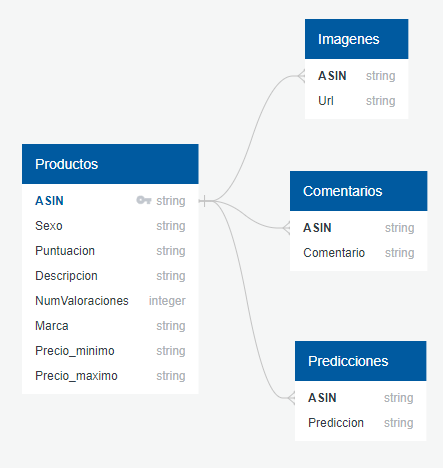 Imagenes
ASIN string
Url string
Productos
ASIN string
Sexo string
Puntuacion string
Descripcion string
NumValoraciones integer
Marca string
Precio_minimo string
Precio_maximo string
Comentarios
ASIN string
Comentario string
Predicciones
ASIN string
Prediccion string